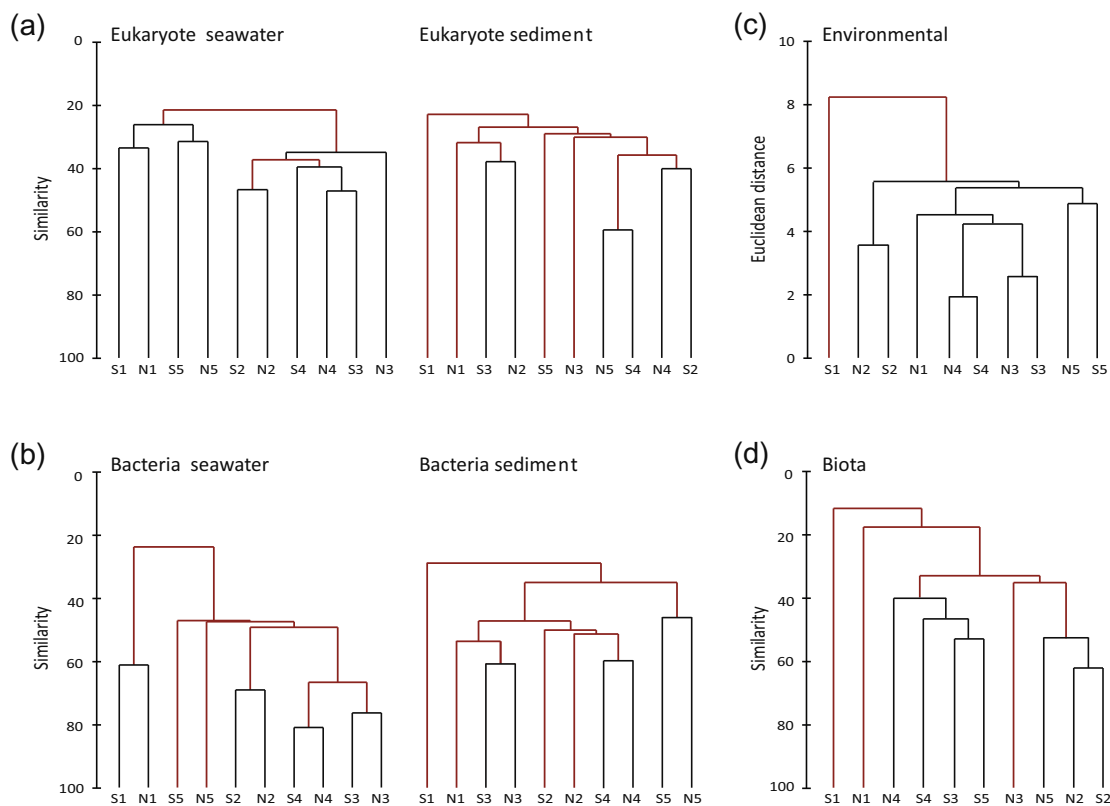 (a)
Eukaryote seawater
Eukaryote sediment
Similarity
0
20
40
60
80
100
S1 N1 S5 N5 S2 N2 S4 N4 S3 N3
S1 N1 S3 N2 S5 N3 N5 S4 N4 S2
(c)
Environmental
Euclidean distance
10
8
6
4
2
0
S1 N2 S2 N1 N4 S4 N3 S3 N5 S5
(b)
Bacteria seawater
Bacteria sediment
Similarity
0
20
40
60
80
100
S1 N1 S5 N5 S2 N2 S4 N4 S3 N3
S1 N1 S3 N3 S2 N2 S4 N4 S5 N5
(d)
Biota
Similarity
0
20
40
60
80
100
S1 N1 N4 S4 S3 S5 N3 N5 N2 S2